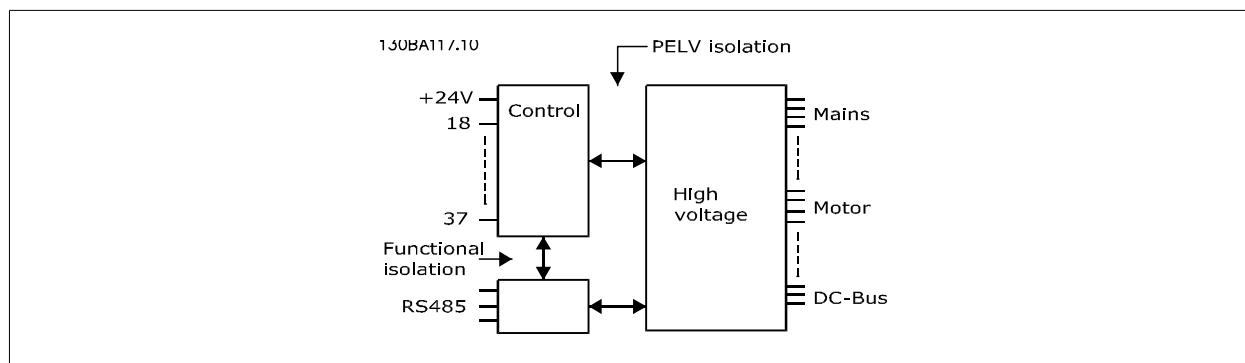 130BA117.10
PELV isolation
+24V
Control
Mains
18
High
voltage
Motor
37
Functional
isolation
RS485
DC-Bus